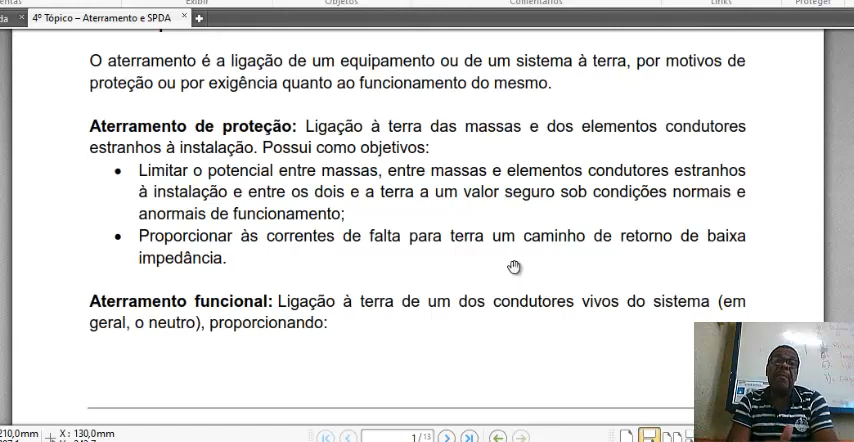 Exibir
Objetos
Comentários
Links
Proteger
4º Tópico – Aterramento e SPDA
O aterramento é a ligação de um equipamento ou de um sistema à terra, por motivos de
proteção ou por exigência quanto ao funcionamento do mesmo.
Aterramento de proteção: Ligação à terra das massas e dos elementos condutores
estranhos à instalação. Possui como objetivos:
• Limitar o potencial entre massas, entre massas e elementos condutores estranhos
à instalação e entre os dois e a terra a um valor seguro sob condições normais e
anormais de funcionamento;
• Proporcionar às correntes de falta para terra um caminho de retorno de baixa
impedância.
Aterramento funcional: Ligação à terra de um dos condutores vivos do sistema (em
geral, o neutro), proporcionando:
210,0mm
X: 130,0mm
1 / 13